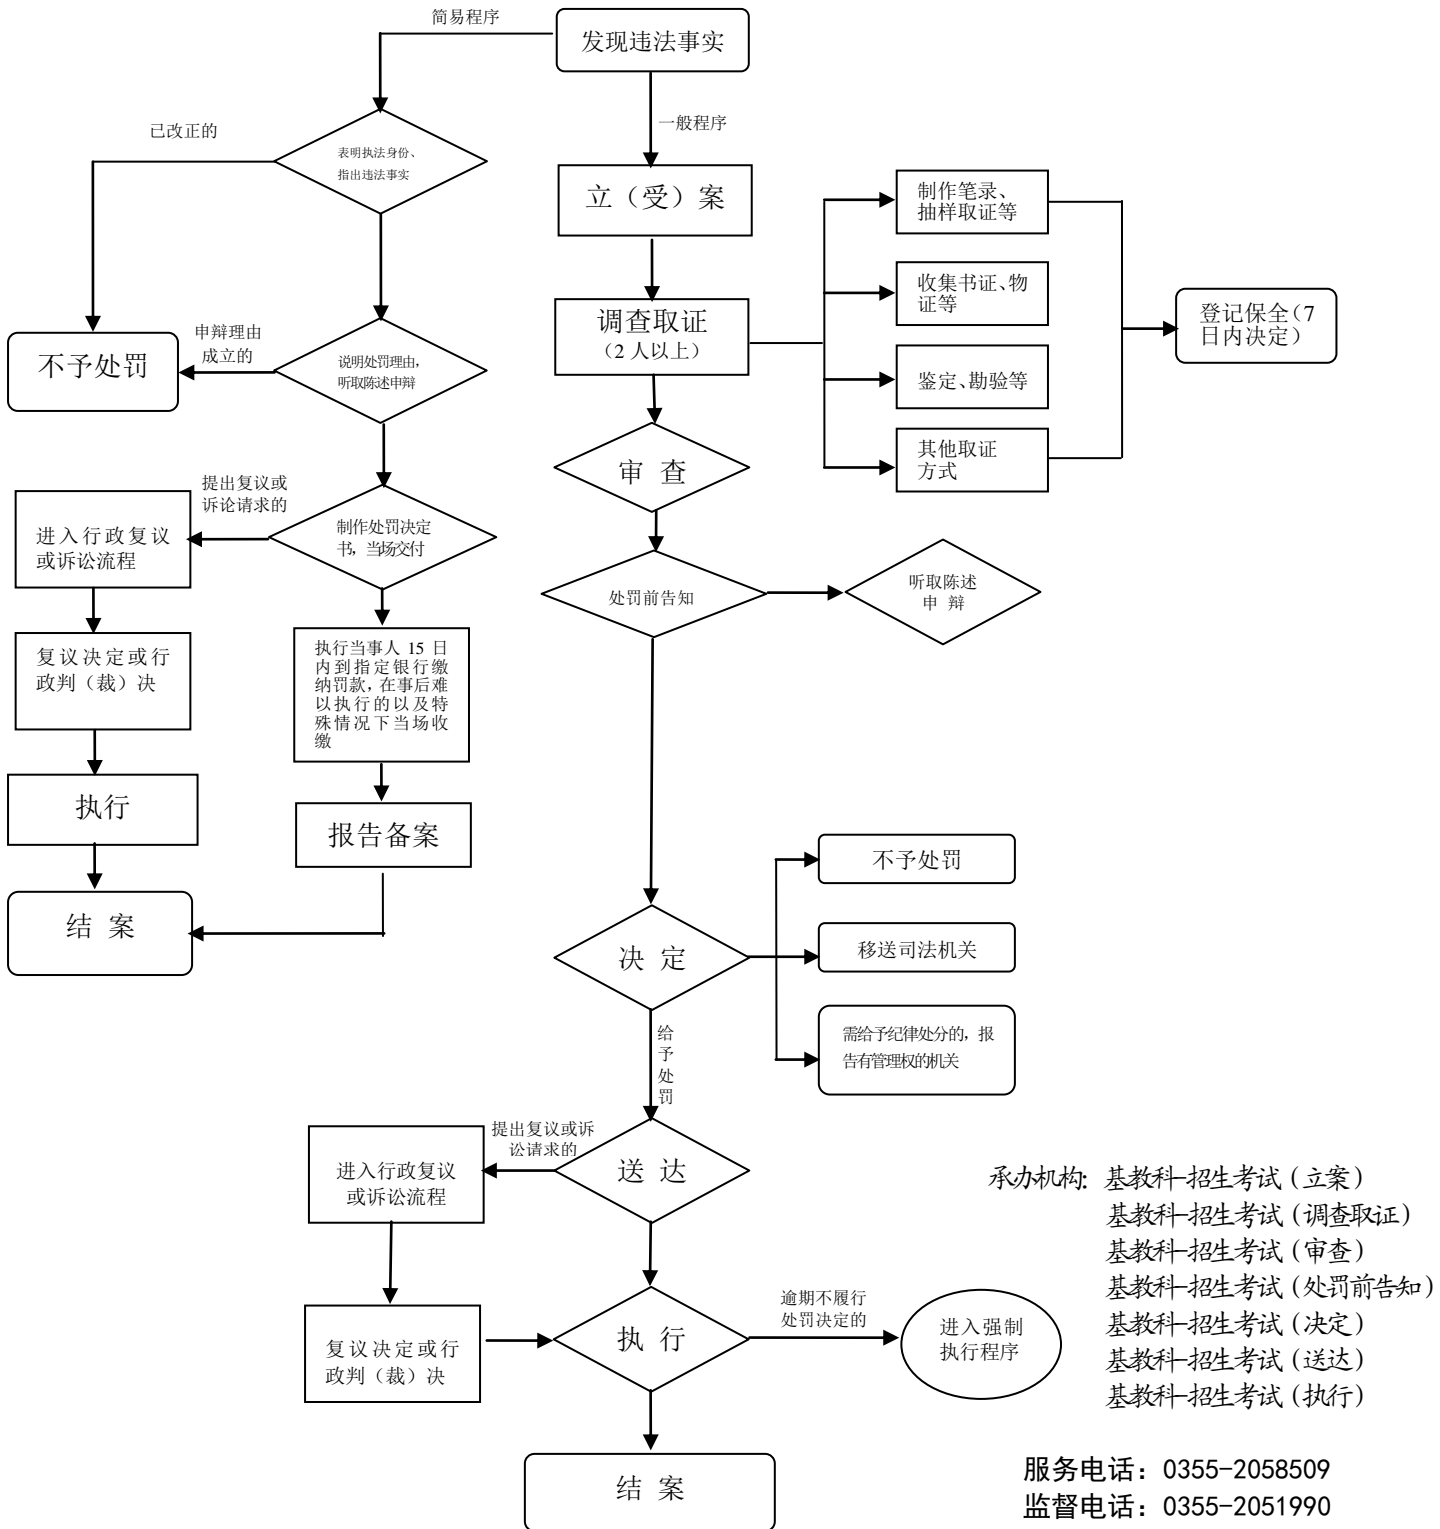 简易程序
发现违法事实
一般程序
已改正的
表明执法身份、
指出违法事实
立（受）案
制作笔录、
抽样取证等
收集书证、物
证等
登记保全（7
日内决定）
调查取证
（2 人以上）
申辩理由
成立的
不予处罚
说明处罚理由，
听取陈述申辩
鉴定、勘验等
其他取证
方式
审 查
提出复议或
诉论请求的
进入行政复议
或诉讼流程
制作处罚决定
书，当场交付
处罚前告知
听取陈述
申 辩
复议决定或行
政判（裁）决
执行当事人 15 日
内到指定银行缴
纳罚款，在事后难
以执行的以及特
殊情况下当场收
缴
执行
报告备案
结 案
不予处罚
决 定
移送司法机关
需给予纪律处分的，报
告有管理权的机关
给
予
处
罚
提出复议或诉
讼请求的
进入行政复议
或诉讼流程
送 达
复议决定或行
政判（裁）决
执 行
逾期不履行
处罚决定的
进入强制
执行程序
结 案
承办机构：基教科-招生考试（立案）
基教科-招生考试（调查取证）
基教科-招生考试（审查）
基教科-招生考试（处罚前告知）
基教科-招生考试（决定）
基教科-招生考试（送达）
基教科-招生考试（执行）
服务电话：0355-2058509
监督电话：0355-2051990